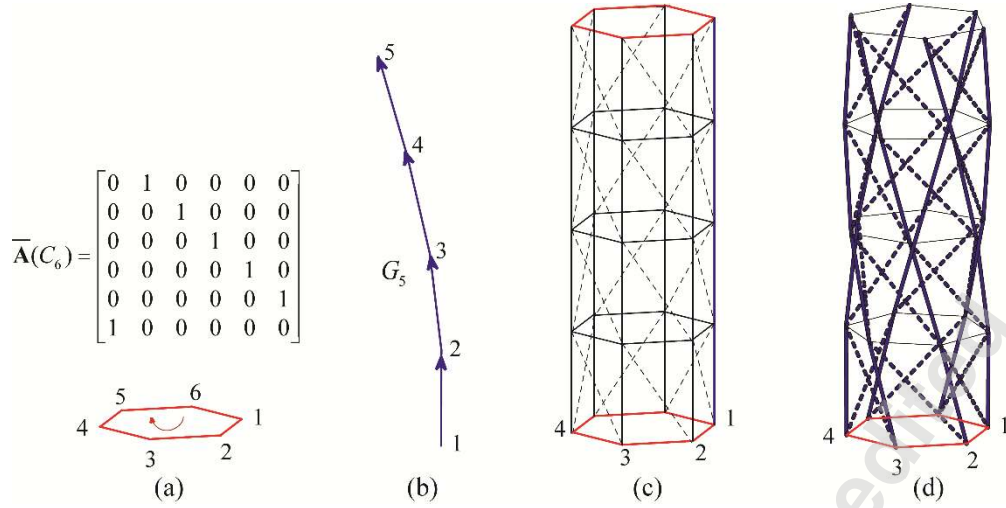 5
4
3
G₅
2
1
A̅(C₆) =
0 1 0 0 0 0
0 0 1 0 0 0
0 0 0 1 0 0
0 0 0 0 1 0
0 0 0 0 0 1
1 0 0 0 0 0
5 6
4 1
3 2
4 3 2 1
4 3 2 1
(a) (b) (c) (d)
edited